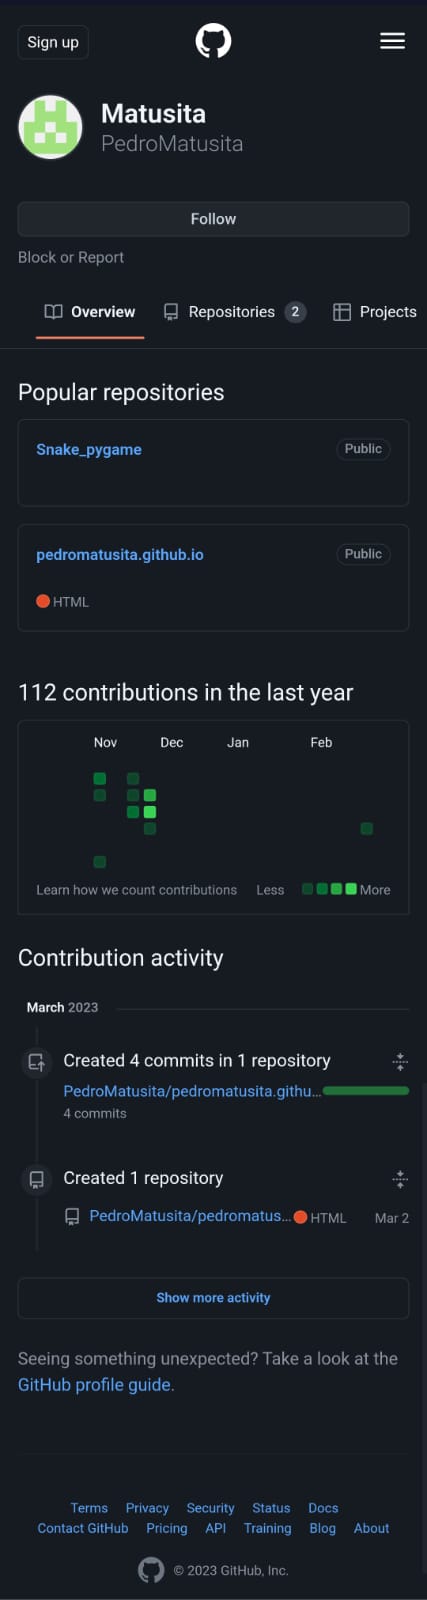 Sign up
Matusita
PedroMatusita
Follow
Block or Report
Overview Repositories 2 Projects
Popular repositories
Snake_pygame Public
pedromatusita.github.io Public
HTML
112 contributions in the last year
Nov Dec Jan Feb
Learn how we count contributions Less More
Contribution activity
March 2023
Created 4 commits in 1 repository
PedroMatusita/pedromatusita.githu...
4 commits
Created 1 repository
PedroMatusita/pedromatus... HTML Mar 2
Show more activity
Seeing something unexpected? Take a look at the
GitHub profile guide.
Terms Privacy Security Status Docs
Contact GitHub Pricing API Training Blog About
© 2023 GitHub, Inc.